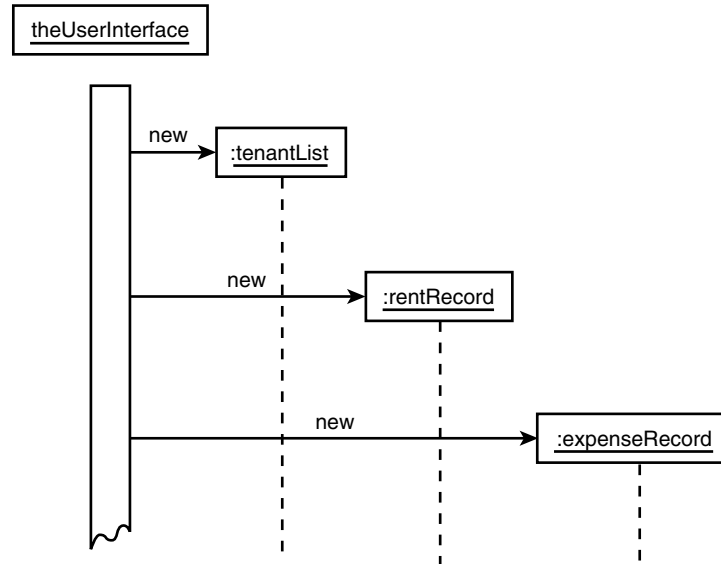 theUserInterface
new
:tenantList
new
:rentRecord
new
:expenseRecord